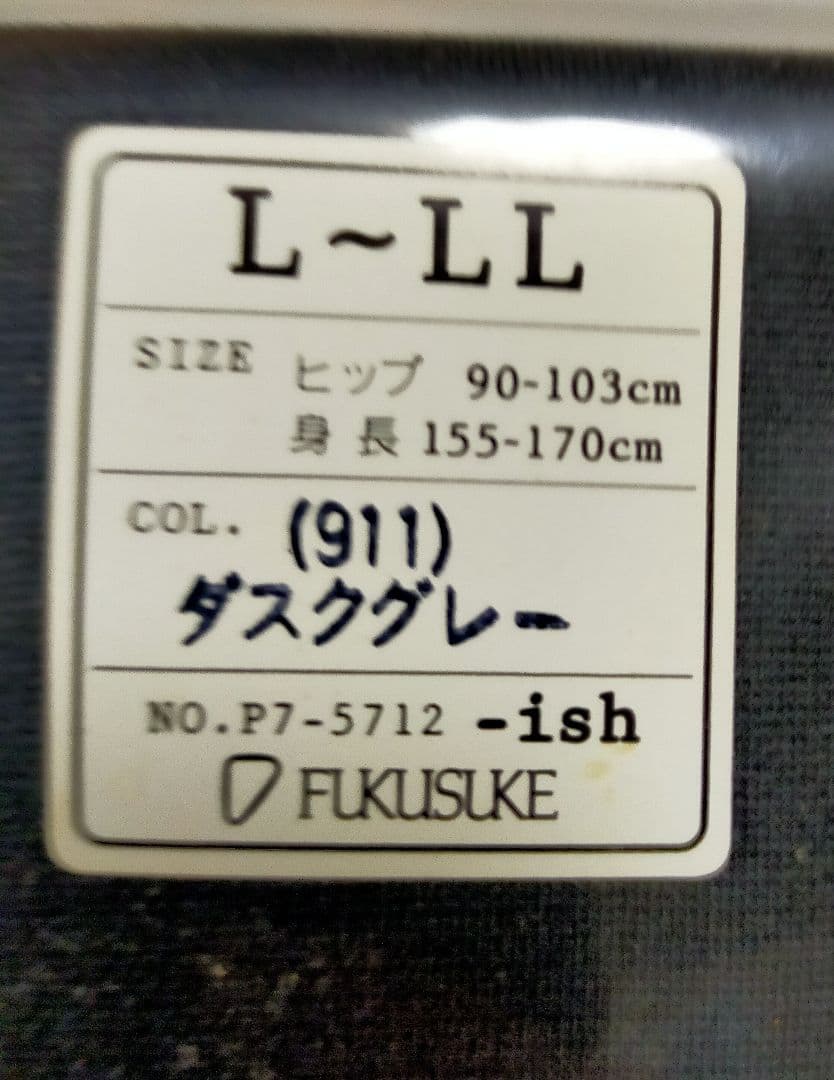 L~LL
SIZE ヒップ 90-103cm
身長 155-170cm
COL. (911)
ダスクグレー
NO.P7-5712 -ish
FUKUSUKE